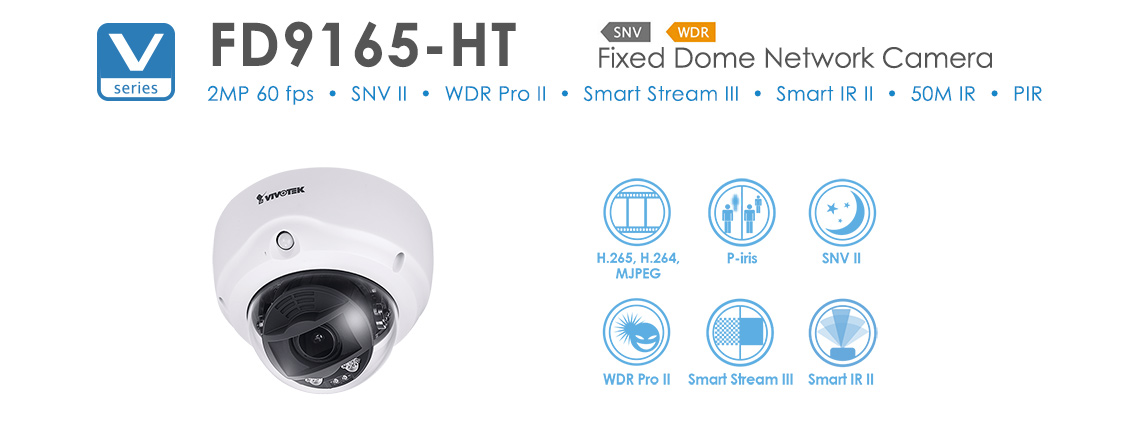 V
series
FD9165-HT
SNV WDR
Fixed Dome Network Camera
2MP 60 fps • SNV II • WDR Pro II • Smart Stream III • Smart IR II • 50M IR • PIR
VIVOTEK
H.265, H.264,
MJPEG
P-iris
SNV II
WDR Pro II
Smart Stream III
Smart IR II